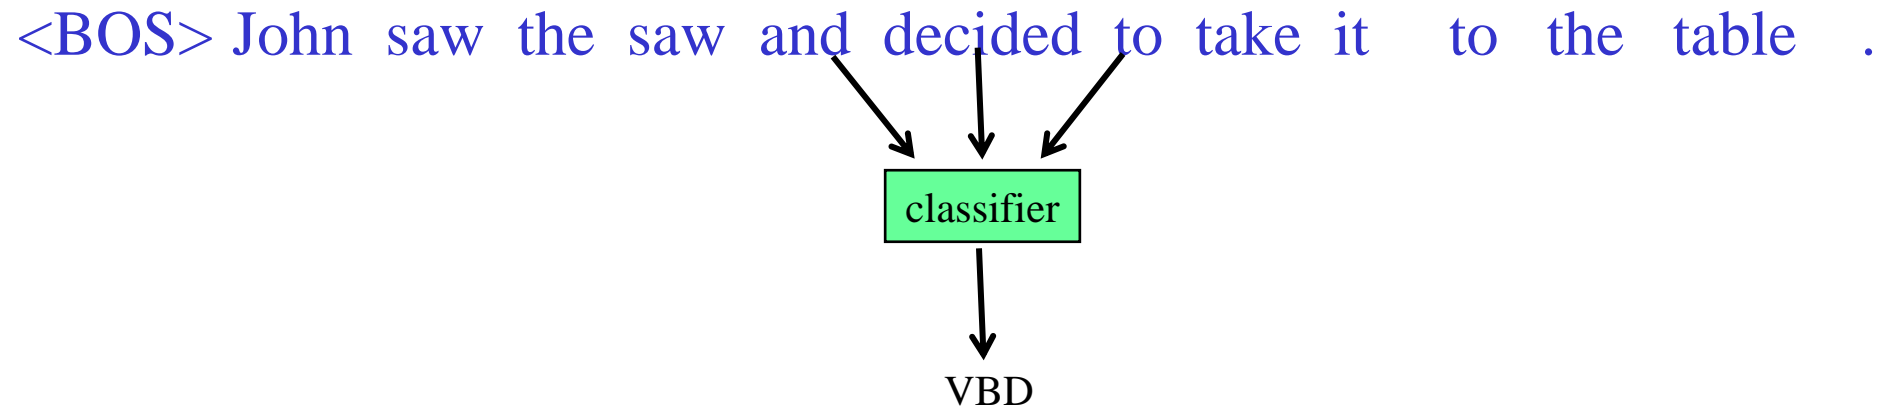 <BOS> John saw the saw and decided to take it to the table .
classifier
VBD